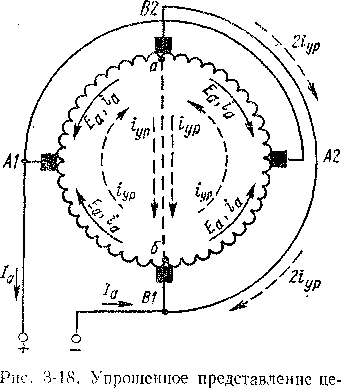 B2
2iур
a
Ea, ia
Ea, ia
iур
iур
iур
iур
A1
A2
Ea, ia
Ea, ia
б
Ia
Ia
B1
2iур
+
−
Рис. 3-18. Упрощенное представление це-